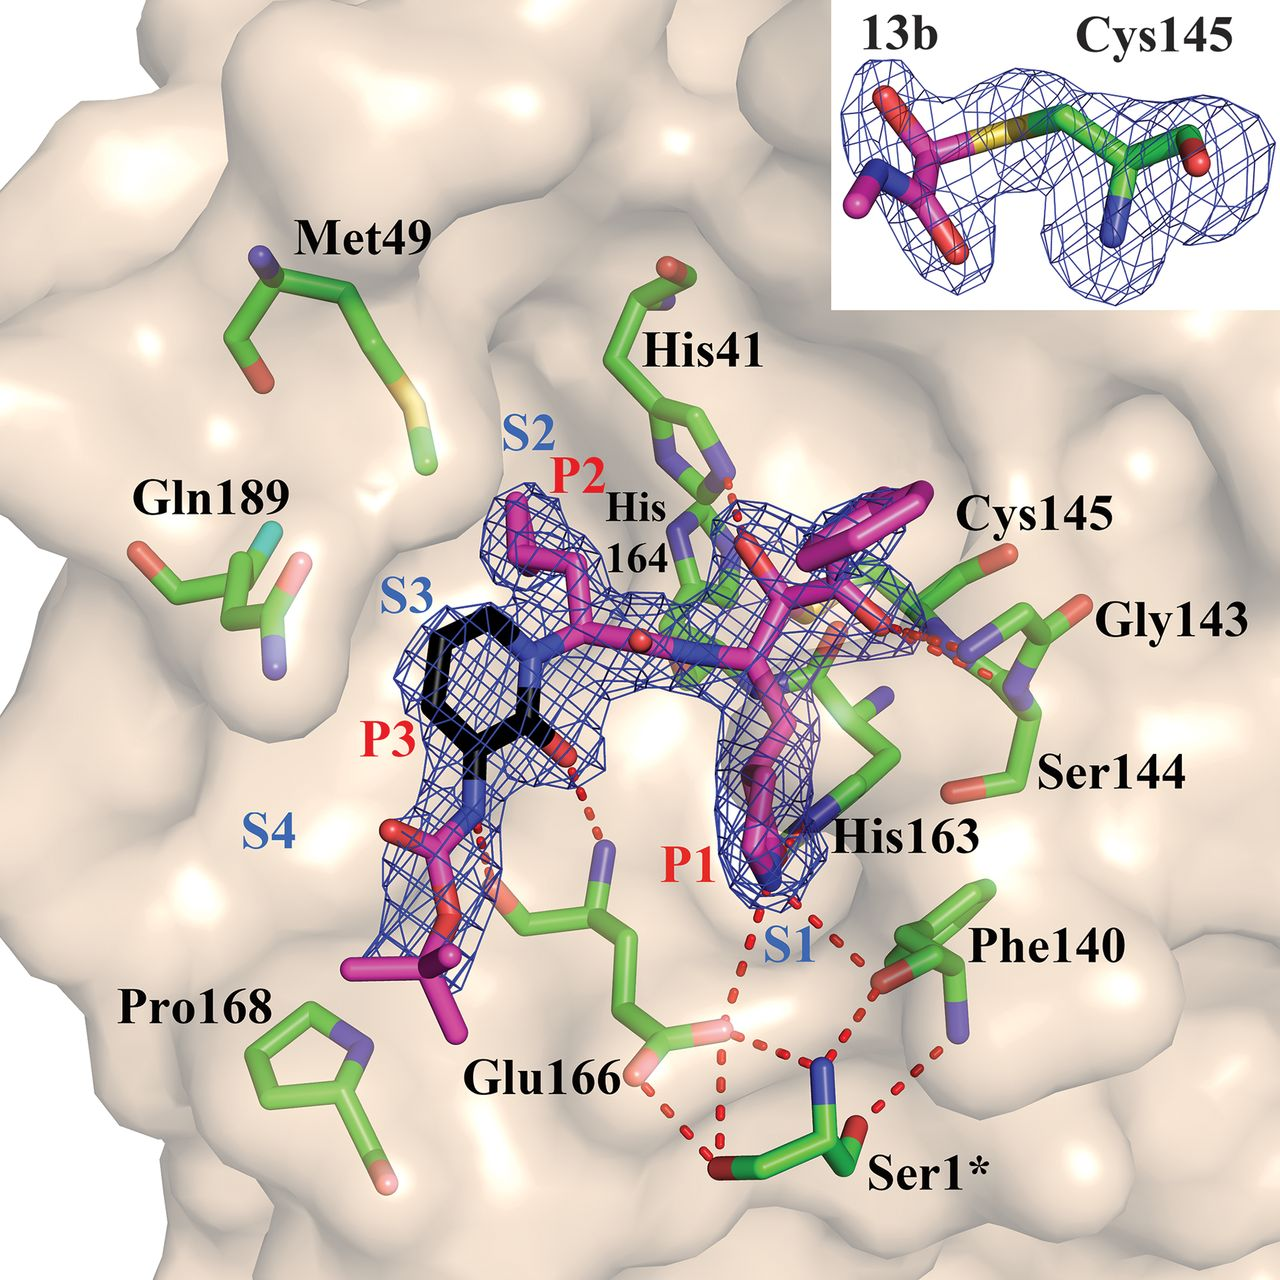 13b Cys145
Met49
His41
S2
P2
Gln189
His
164
Cys145
S3
Gly143
P3
Ser144
S4
His163
P1
S1
Phe140
Pro168
Glu166
Ser1*